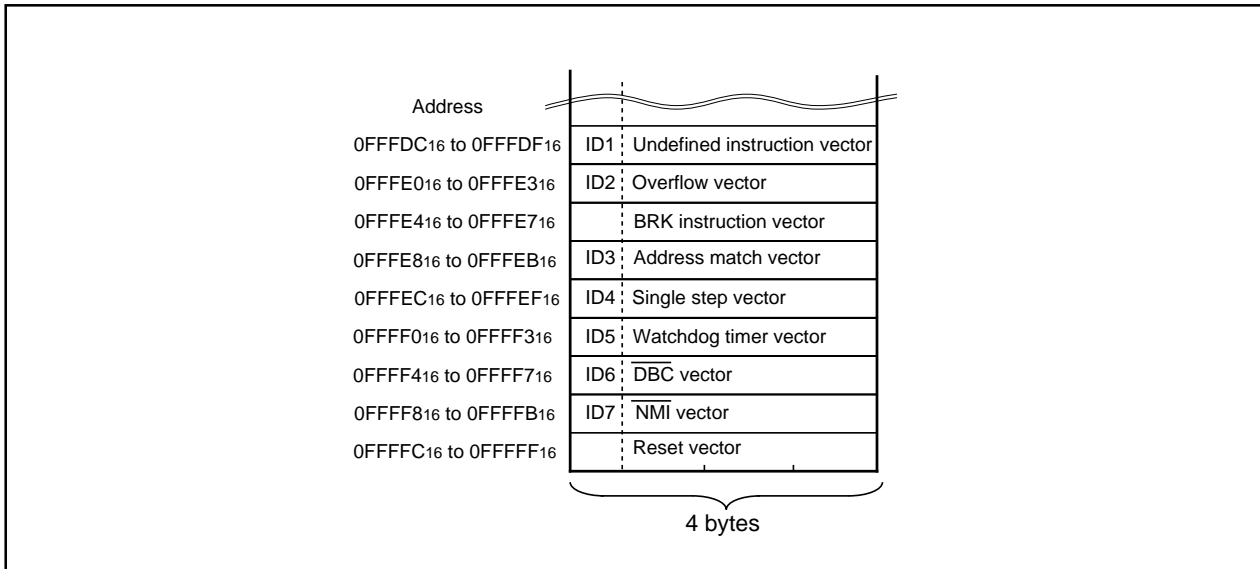 Address
0FFFDC16 to 0FFFDF16 ID1 Undefined instruction vector
0FFFE016 to 0FFFE316 ID2 Overflow vector
0FFFE416 to 0FFFE716 BRK instruction vector
0FFFE816 to 0FFFEB16 ID3 Address match vector
0FFFEC16 to 0FFFEF16 ID4 Single step vector
0FFFF016 to 0FFFF316 ID5 Watchdog timer vector
0FFFF416 to 0FFFF716 ID6 DBC vector
0FFFF816 to 0FFFFB16 ID7 NMI vector
0FFFFC16 to 0FFFFF16 Reset vector
4 bytes